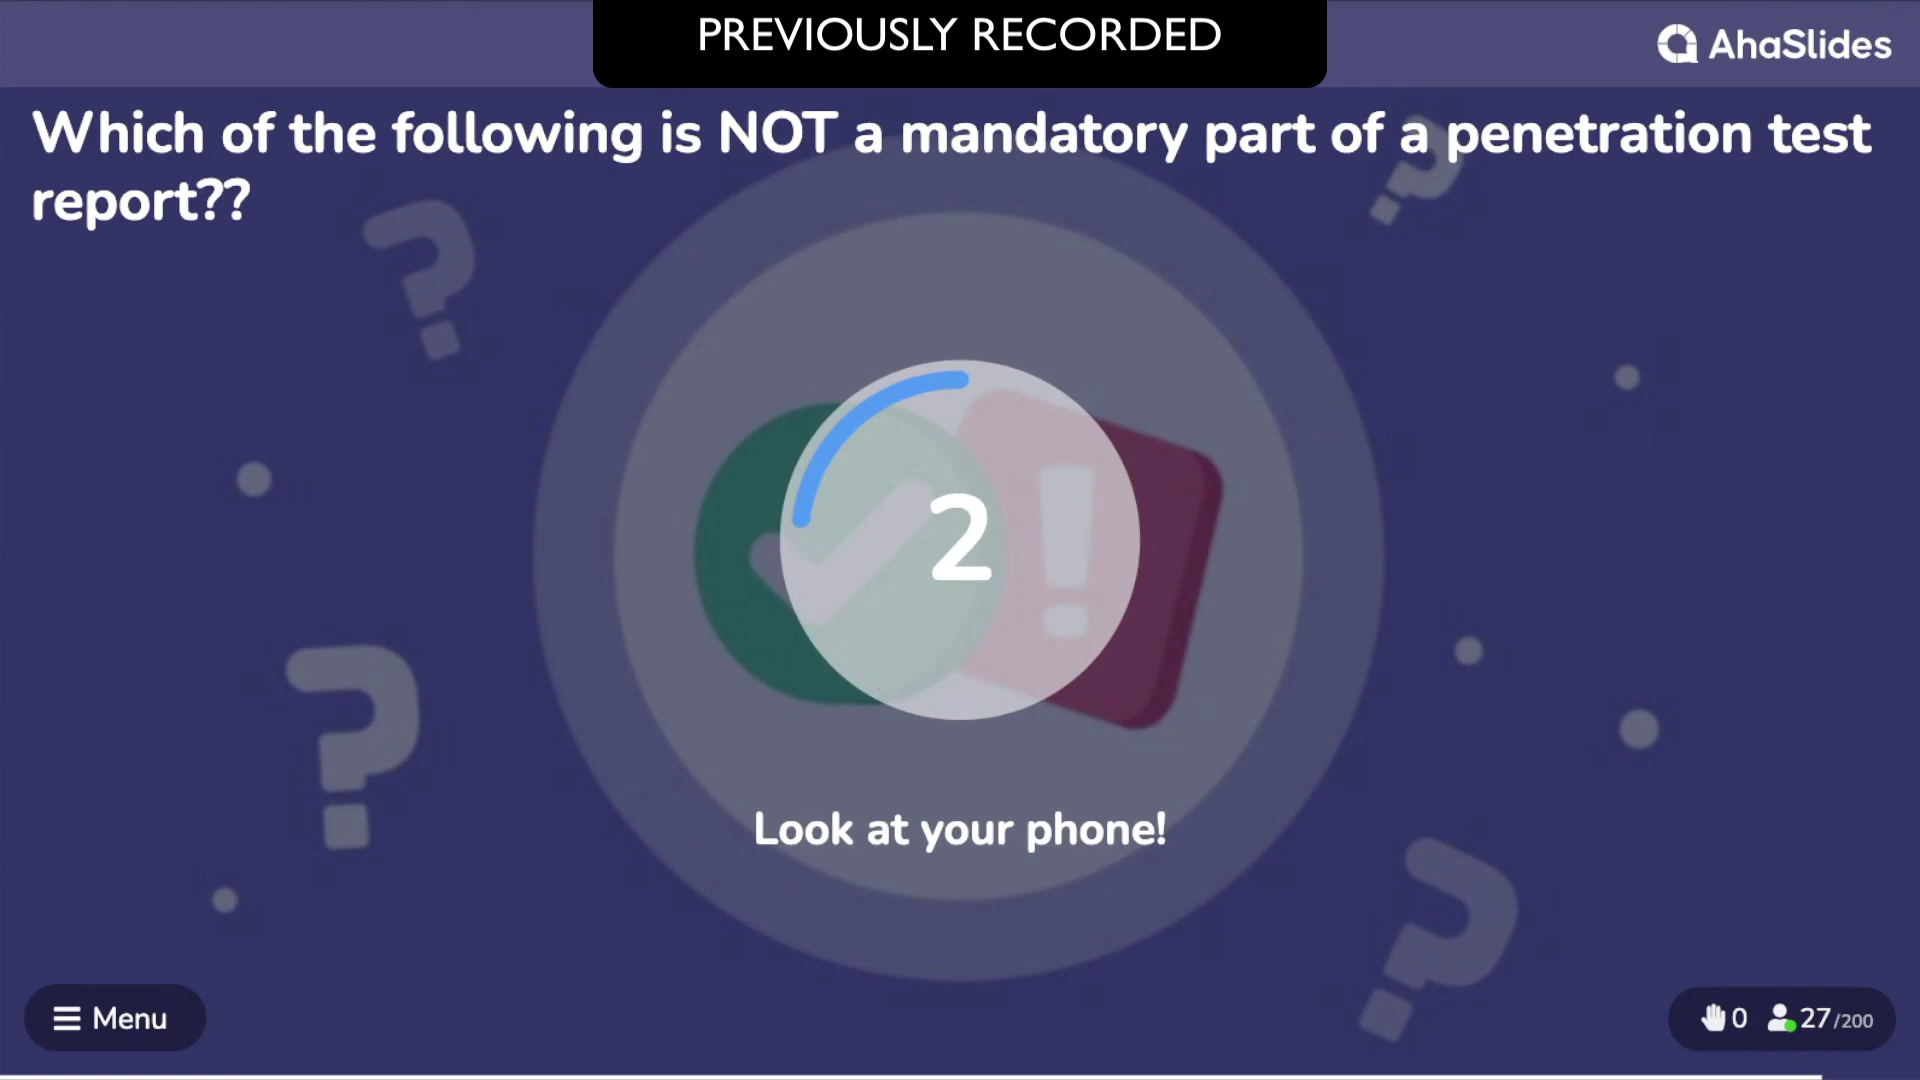 PREVIOUSLY RECORDED
AhaSlides
Which of the following is NOT a mandatory part of a penetration test
report??
2
Look at your phone!
Menu
0 27/200